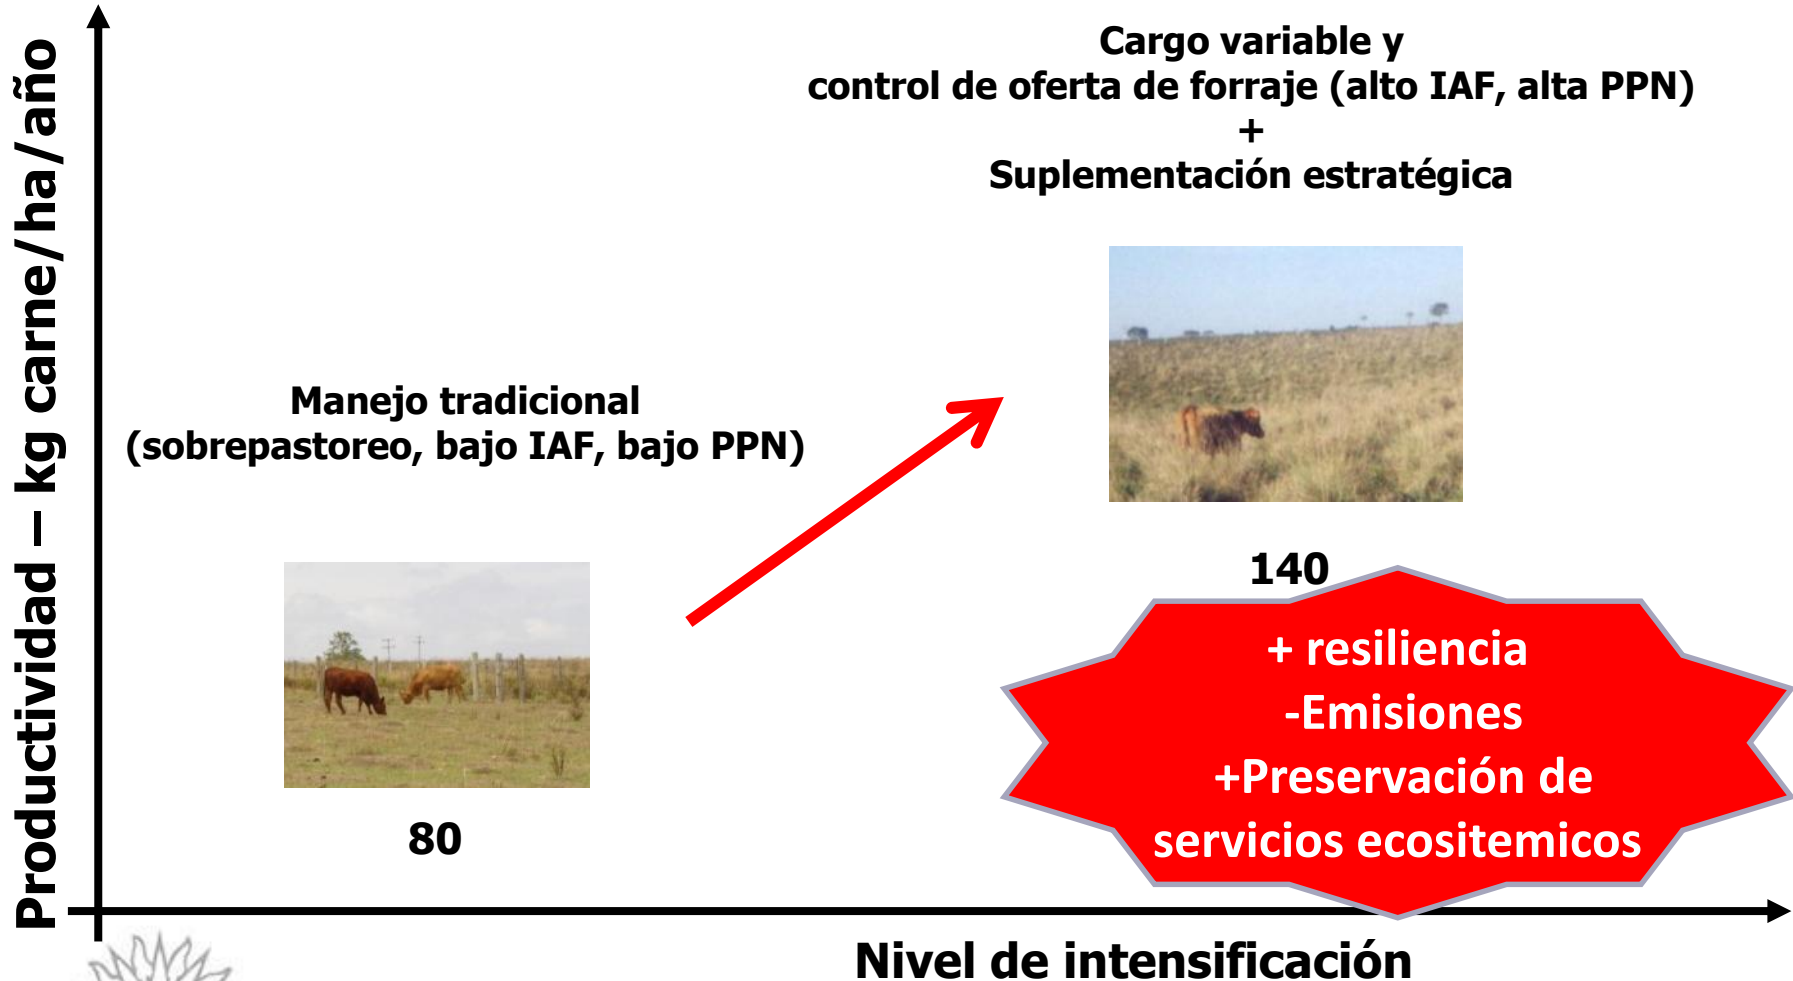 Productividad – kg carne/ha/año
Cargo variable y
control de oferta de forraje (alto IAF, alta PPN)
+
Suplementación estratégica
Manejo tradicional
(sobrepastoreo, bajo IAF, bajo PPN)
140
80
+ resiliencia
-Emisiones
+Preservación de
servicios ecositemicos
Nivel de intensificación